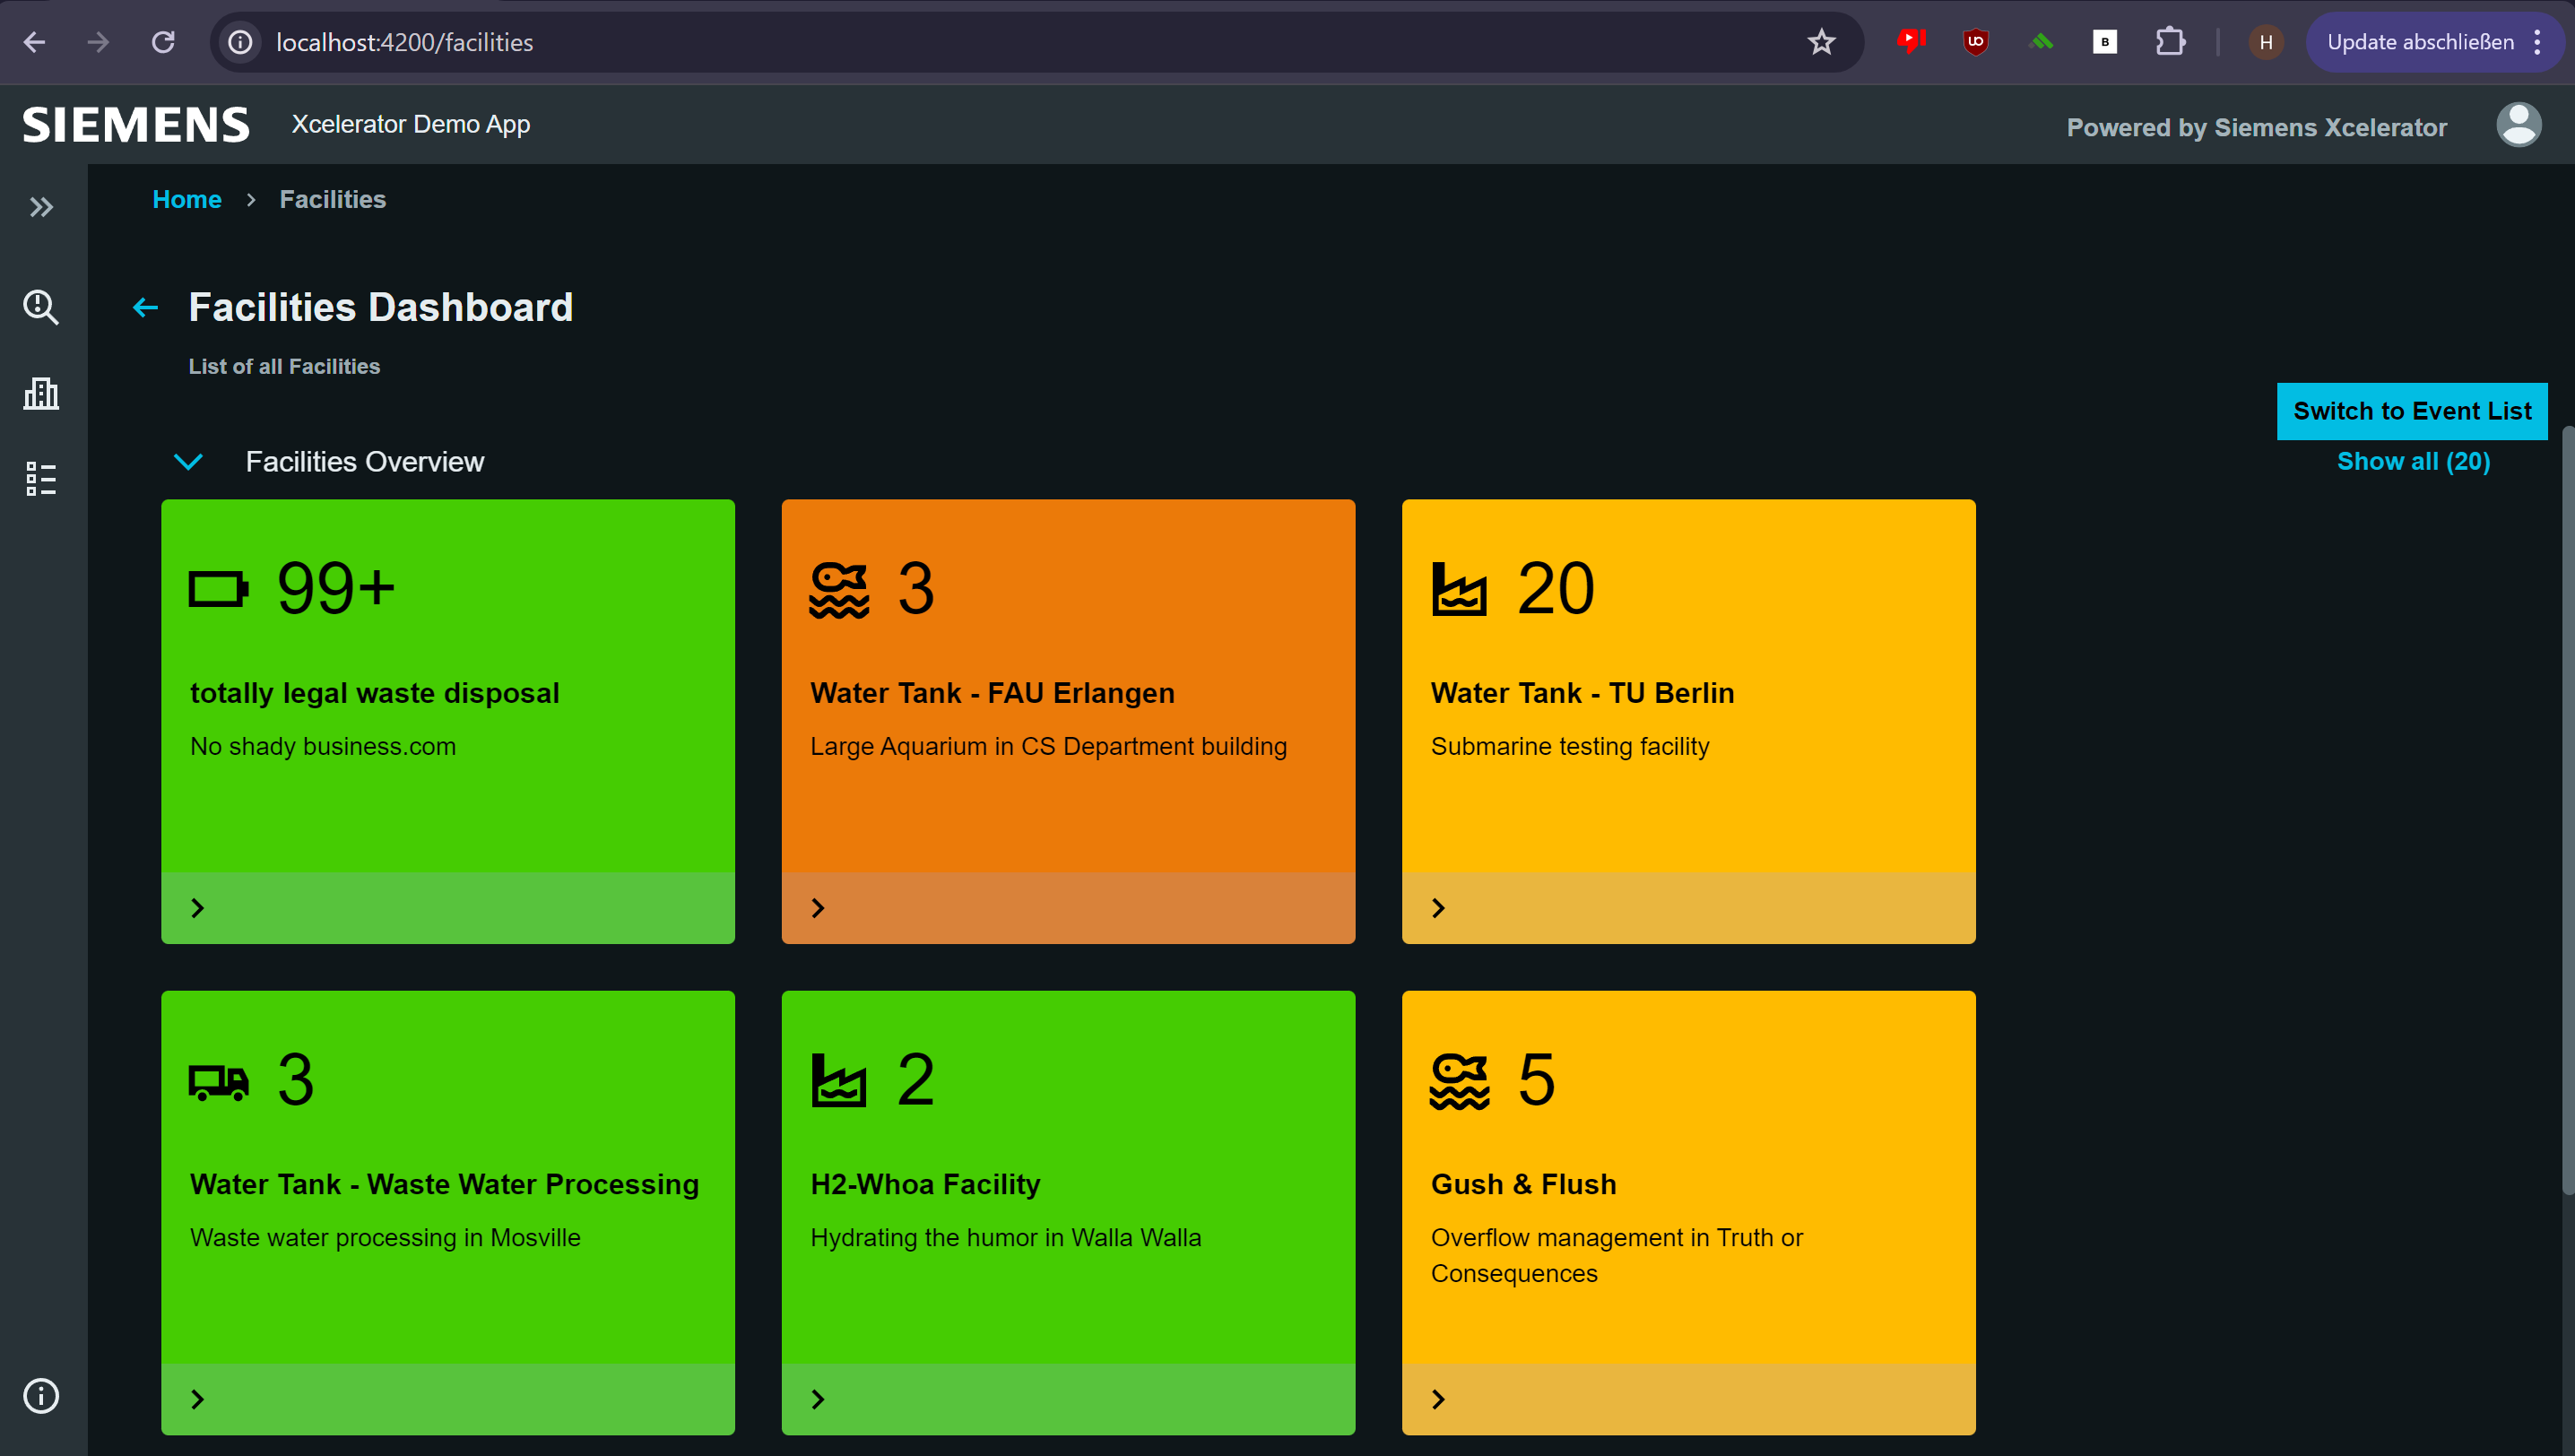 localhost:4200/facilities
H
Update abschließen
SIEMENS
Xcelerator Demo App
Powered by Siemens Xcelerator
Home
Facilities
Facilities Dashboard
List of all Facilities
Switch to Event List
Facilities Overview
Show all (20)
99+
totally legal waste disposal
No shady business.com
3
Water Tank - FAU Erlangen
Large Aquarium in CS Department building
20
Water Tank - TU Berlin
Submarine testing facility
3
Water Tank - Waste Water Processing
Waste water processing in Mosville
2
H2-Whoa Facility
Hydrating the humor in Walla Walla
5
Gush & Flush
Overflow management in Truth or
Consequences